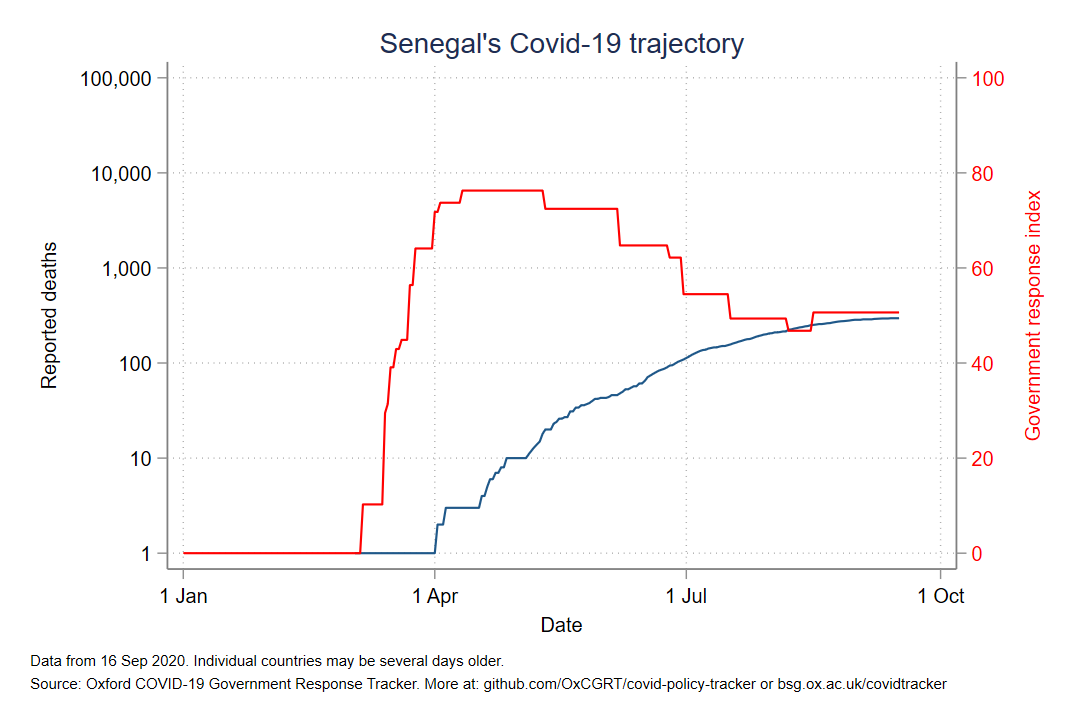 Senegal's Covid-19 trajectory
100,000
10,000
1,000
100
10
1
Reported deaths
100
80
60
40
20
0
Government response index
1 Jan
1 Apr
1 Jul
1 Oct
Date
Data from 16 Sep 2020. Individual countries may be several days older.
Source: Oxford COVID-19 Government Response Tracker. More at: github.com/OxCGRT/covid-policy-tracker or bsg.ox.ac.uk/covidtracker